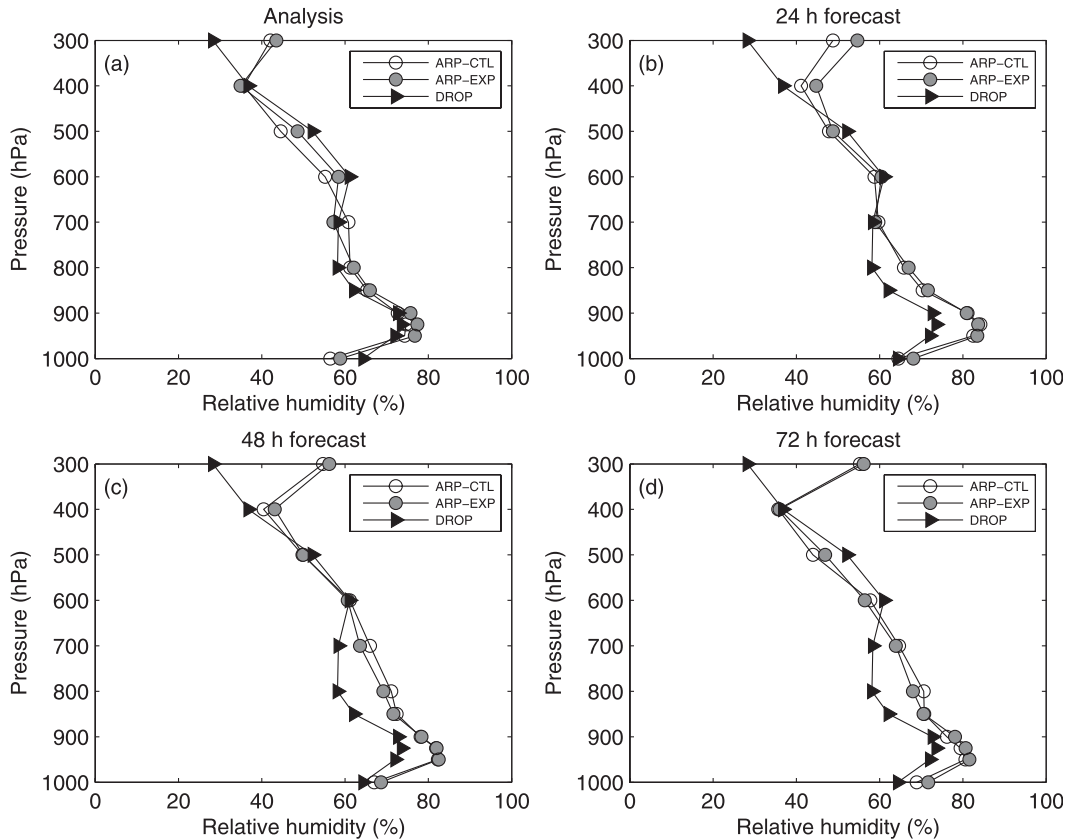 Analysis
(a)
ARP−CTL
ARP−EXP
DROP
300
400
500
600
700
800
900
1000
Pressure (hPa)
0 20 40 60 80 100
Relative humidity (%)
24 h forecast
(b)
ARP−CTL
ARP−EXP
DROP
300
400
500
600
700
800
900
1000
Pressure (hPa)
0 20 40 60 80 100
Relative humidity (%)
48 h forecast
(c)
ARP−CTL
ARP−EXP
DROP
300
400
500
600
700
800
900
1000
Pressure (hPa)
0 20 40 60 80 100
Relative humidity (%)
72 h forecast
(d)
ARP−CTL
ARP−EXP
DROP
300
400
500
600
700
800
900
1000
Pressure (hPa)
0 20 40 60 80 100
Relative humidity (%)